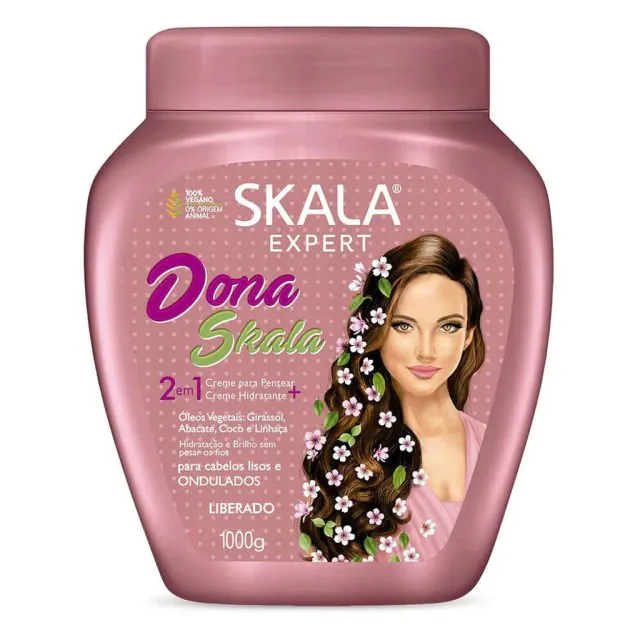 100%
VEGANO
0% ORIGEM
ANIMAL
SKALA®
EXPERT
Dona
Skala
2 em 1 Creme para Pentear
Creme Hidratante +
Óleos Vegetais: Girassol,
Abacate, Coco e Linhaça
Hidratação e Brilho sem
pesar os fios
para cabelos lisos e
ONDULADOS
LIBERADO
1000g